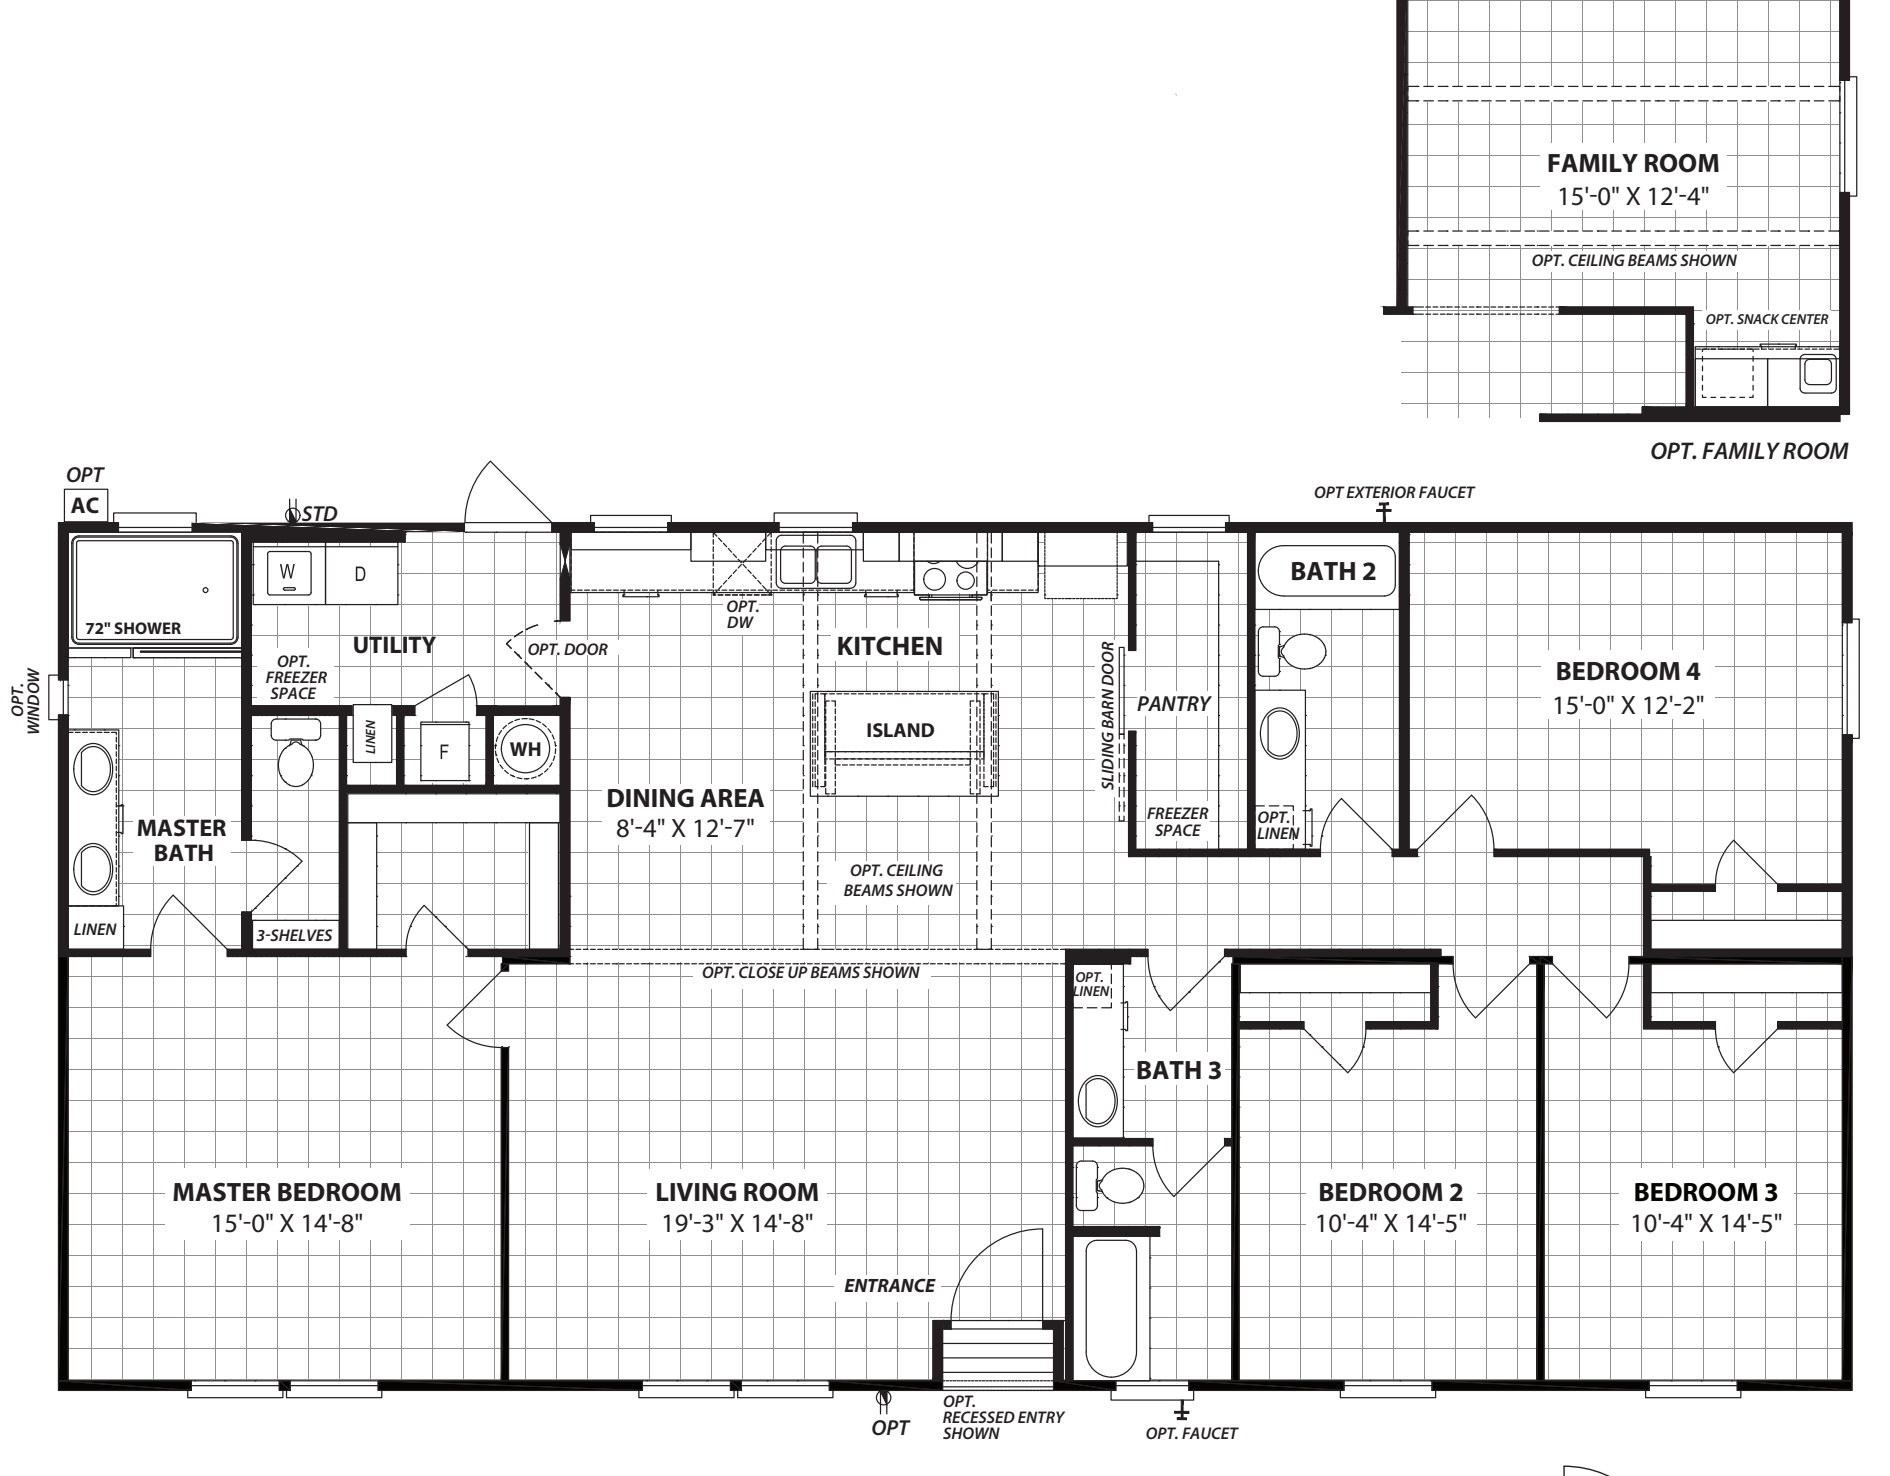 FAMILY ROOM
15'-0" X 12'-4"
OPT. CEILING BEAMS SHOWN
OPT. SNACK CENTER
OPT. FAMILY ROOM
OPT
AC
STD
OPT EXTERIOR FAUCET
W
D
72" SHOWER
UTILITY
OPT.
FREEZER
SPACE
OPT. DOOR
OPT.
DW
KITCHEN
SLIDING BARN DOOR
PANTRY
FREEZER
SPACE
BATH 2
OPT.
LINEN
BEDROOM 4
15'-0" X 12'-2"
OPT.
WINDOW
LINEN
F
WH
ISLAND
DINING AREA
8'-4" X 12'-7"
MASTER
BATH
OPT. CEILING
BEAMS SHOWN
LINEN
3-SHELVES
OPT. CLOSE UP BEAMS SHOWN
OPT.
LINEN
BATH 3
MASTER BEDROOM
15'-0" X 14'-8"
LIVING ROOM
19'-3" X 14'-8"
BEDROOM 2
10'-4" X 14'-5"
BEDROOM 3
10'-4" X 14'-5"
ENTRANCE
OPT
OPT.
RECESSED ENTRY
SHOWN
OPT. FAUCET